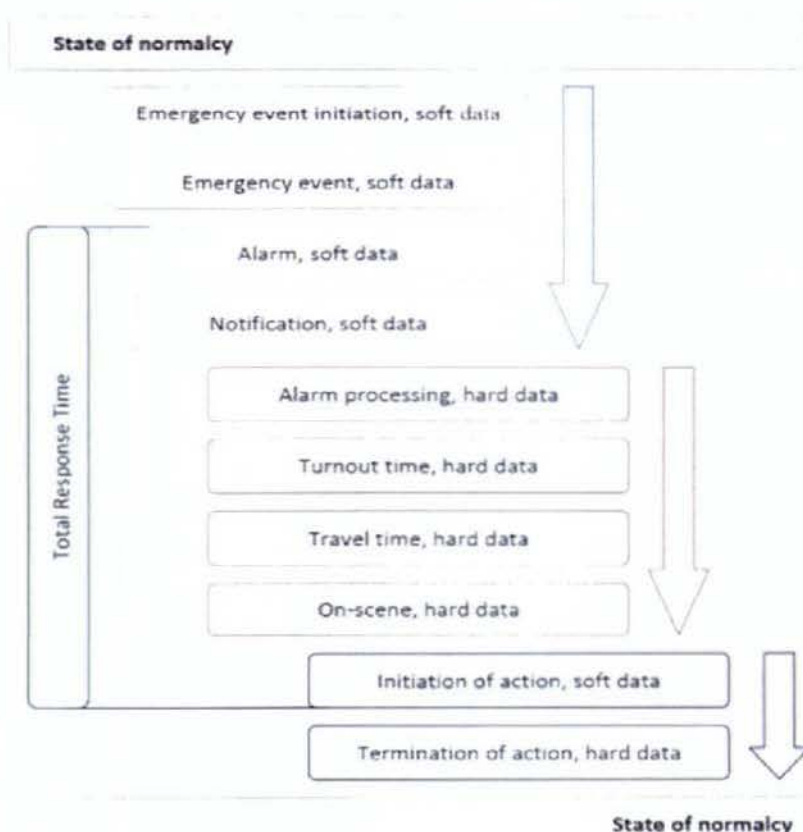 State of normalcy
Emergency event initiation, soft data
Emergency event, soft data
Alarm, soft data
Notification, soft data
Alarm processing, hard data
Turnout time, hard data
Travel time, hard data
On-scene, hard data
Initiation of action, soft data
Termination of action, hard data
Total Response Time
State of normalcy